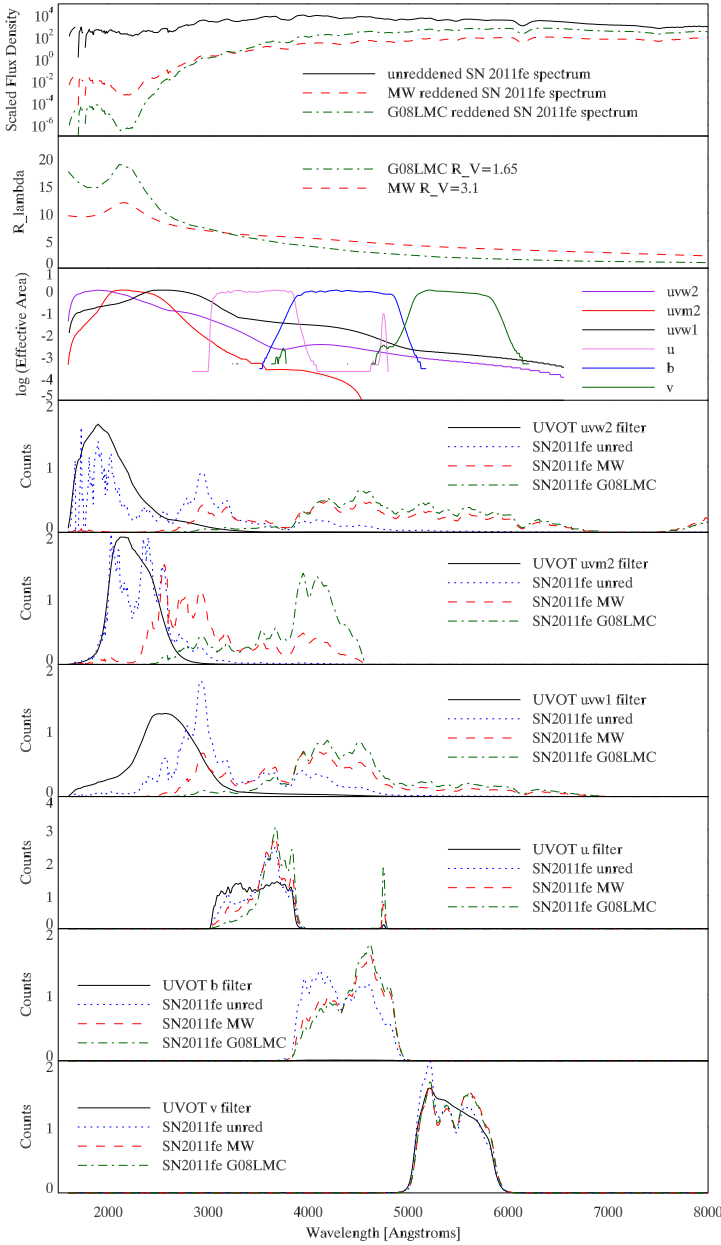 Scaled Flux Density
10^4
10^2
10^0
10^-2
10^-4
10^-6
unreddened SN 2011fe spectrum
MW reddened SN 2011fe spectrum
G08LMC reddened SN 2011fe spectrum
R_lambda
20
15
10
5
0
G08LMC R_V=1.65
MW R_V=3.1
log (Effective Area)
1
0
-1
-2
-3
-4
-5
uvw2
uvm2
uvw1
u
b
v
Counts
2
1
0
UVOT uvw2 filter
SN2011fe unred
SN2011fe MW
SN2011fe G08LMC
Counts
2
1
0
UVOT uvm2 filter
SN2011fe unred
SN2011fe MW
SN2011fe G08LMC
Counts
2
1
0
UVOT uvw1 filter
SN2011fe unred
SN2011fe MW
SN2011fe G08LMC
Counts
4
3
2
1
0
UVOT u filter
SN2011fe unred
SN2011fe MW
SN2011fe G08LMC
Counts
2
1
0
UVOT b filter
SN2011fe unred
SN2011fe MW
SN2011fe G08LMC
Counts
2
1
0
UVOT v filter
SN2011fe unred
SN2011fe MW
SN2011fe G08LMC
2000 3000 4000 5000 6000 7000 8000
Wavelength [Angstroms]